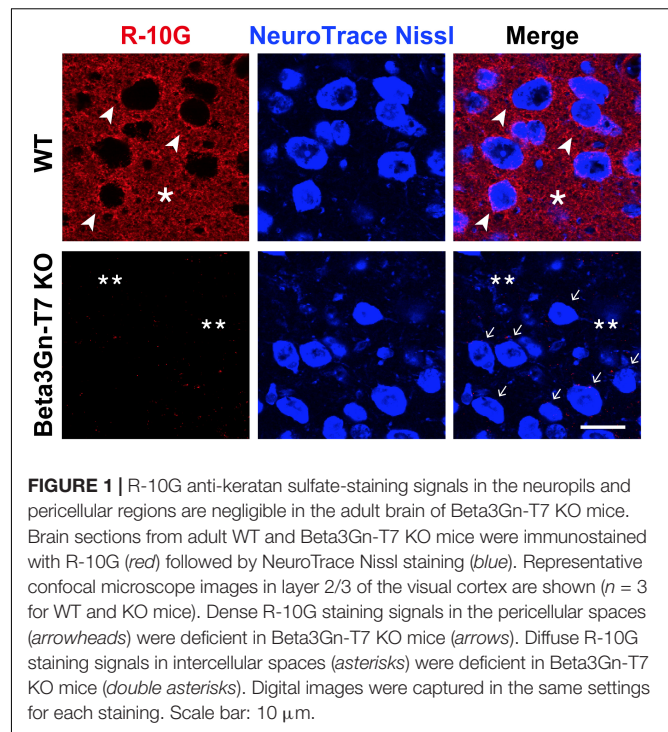 R-10G NeuroTrace Nissl Merge
WT
*
*
Beta3Gn-T7 KO
**
**
**
**
FIGURE 1 | R-10G anti-keratan sulfate-staining signals in the neuropils and
pericellular regions are negligible in the adult brain of Beta3Gn-T7 KO mice.
Brain sections from adult WT and Beta3Gn-T7 KO mice were immunostained
with R-10G (red) followed by NeuroTrace Nissl staining (blue). Representative
confocal microscope images in layer 2/3 of the visual cortex are shown (n = 3
for WT and KO mice). Dense R-10G staining signals in the pericellular spaces
(arrowheads) were deficient in Beta3Gn-T7 KO mice (arrows). Diffuse R-10G
staining signals in intercellular spaces (asterisks) were deficient in Beta3Gn-T7
KO mice (double asterisks). Digital images were captured in the same settings
for each staining. Scale bar: 10 μm.